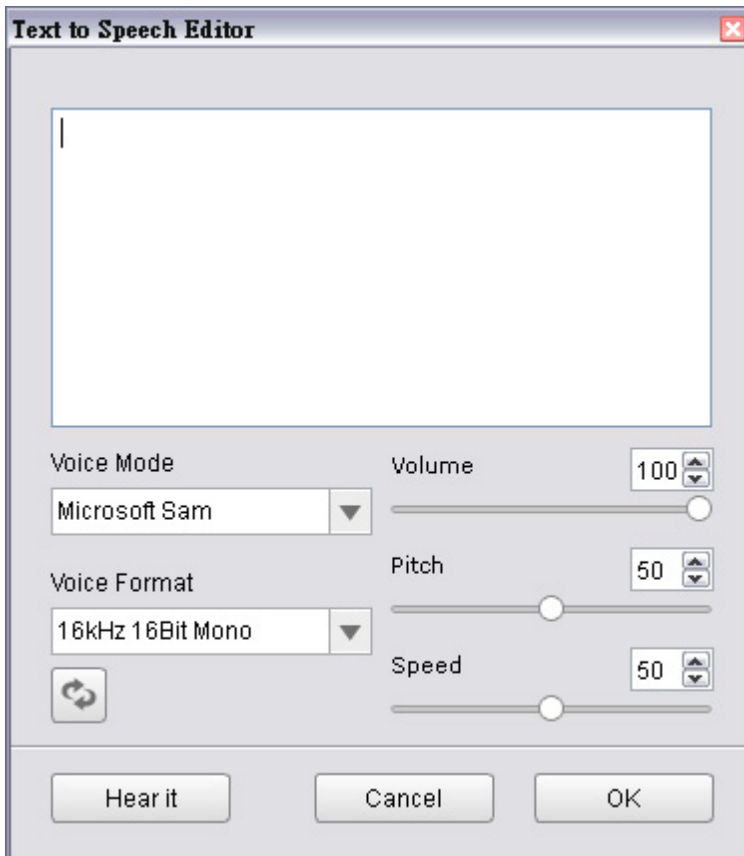 Text to Speech Editor
Voice Mode
Microsoft Sam
Voice Format
16kHz 16Bit Mono
Volume
100
Pitch
50
Speed
50
Hear it
Cancel
OK